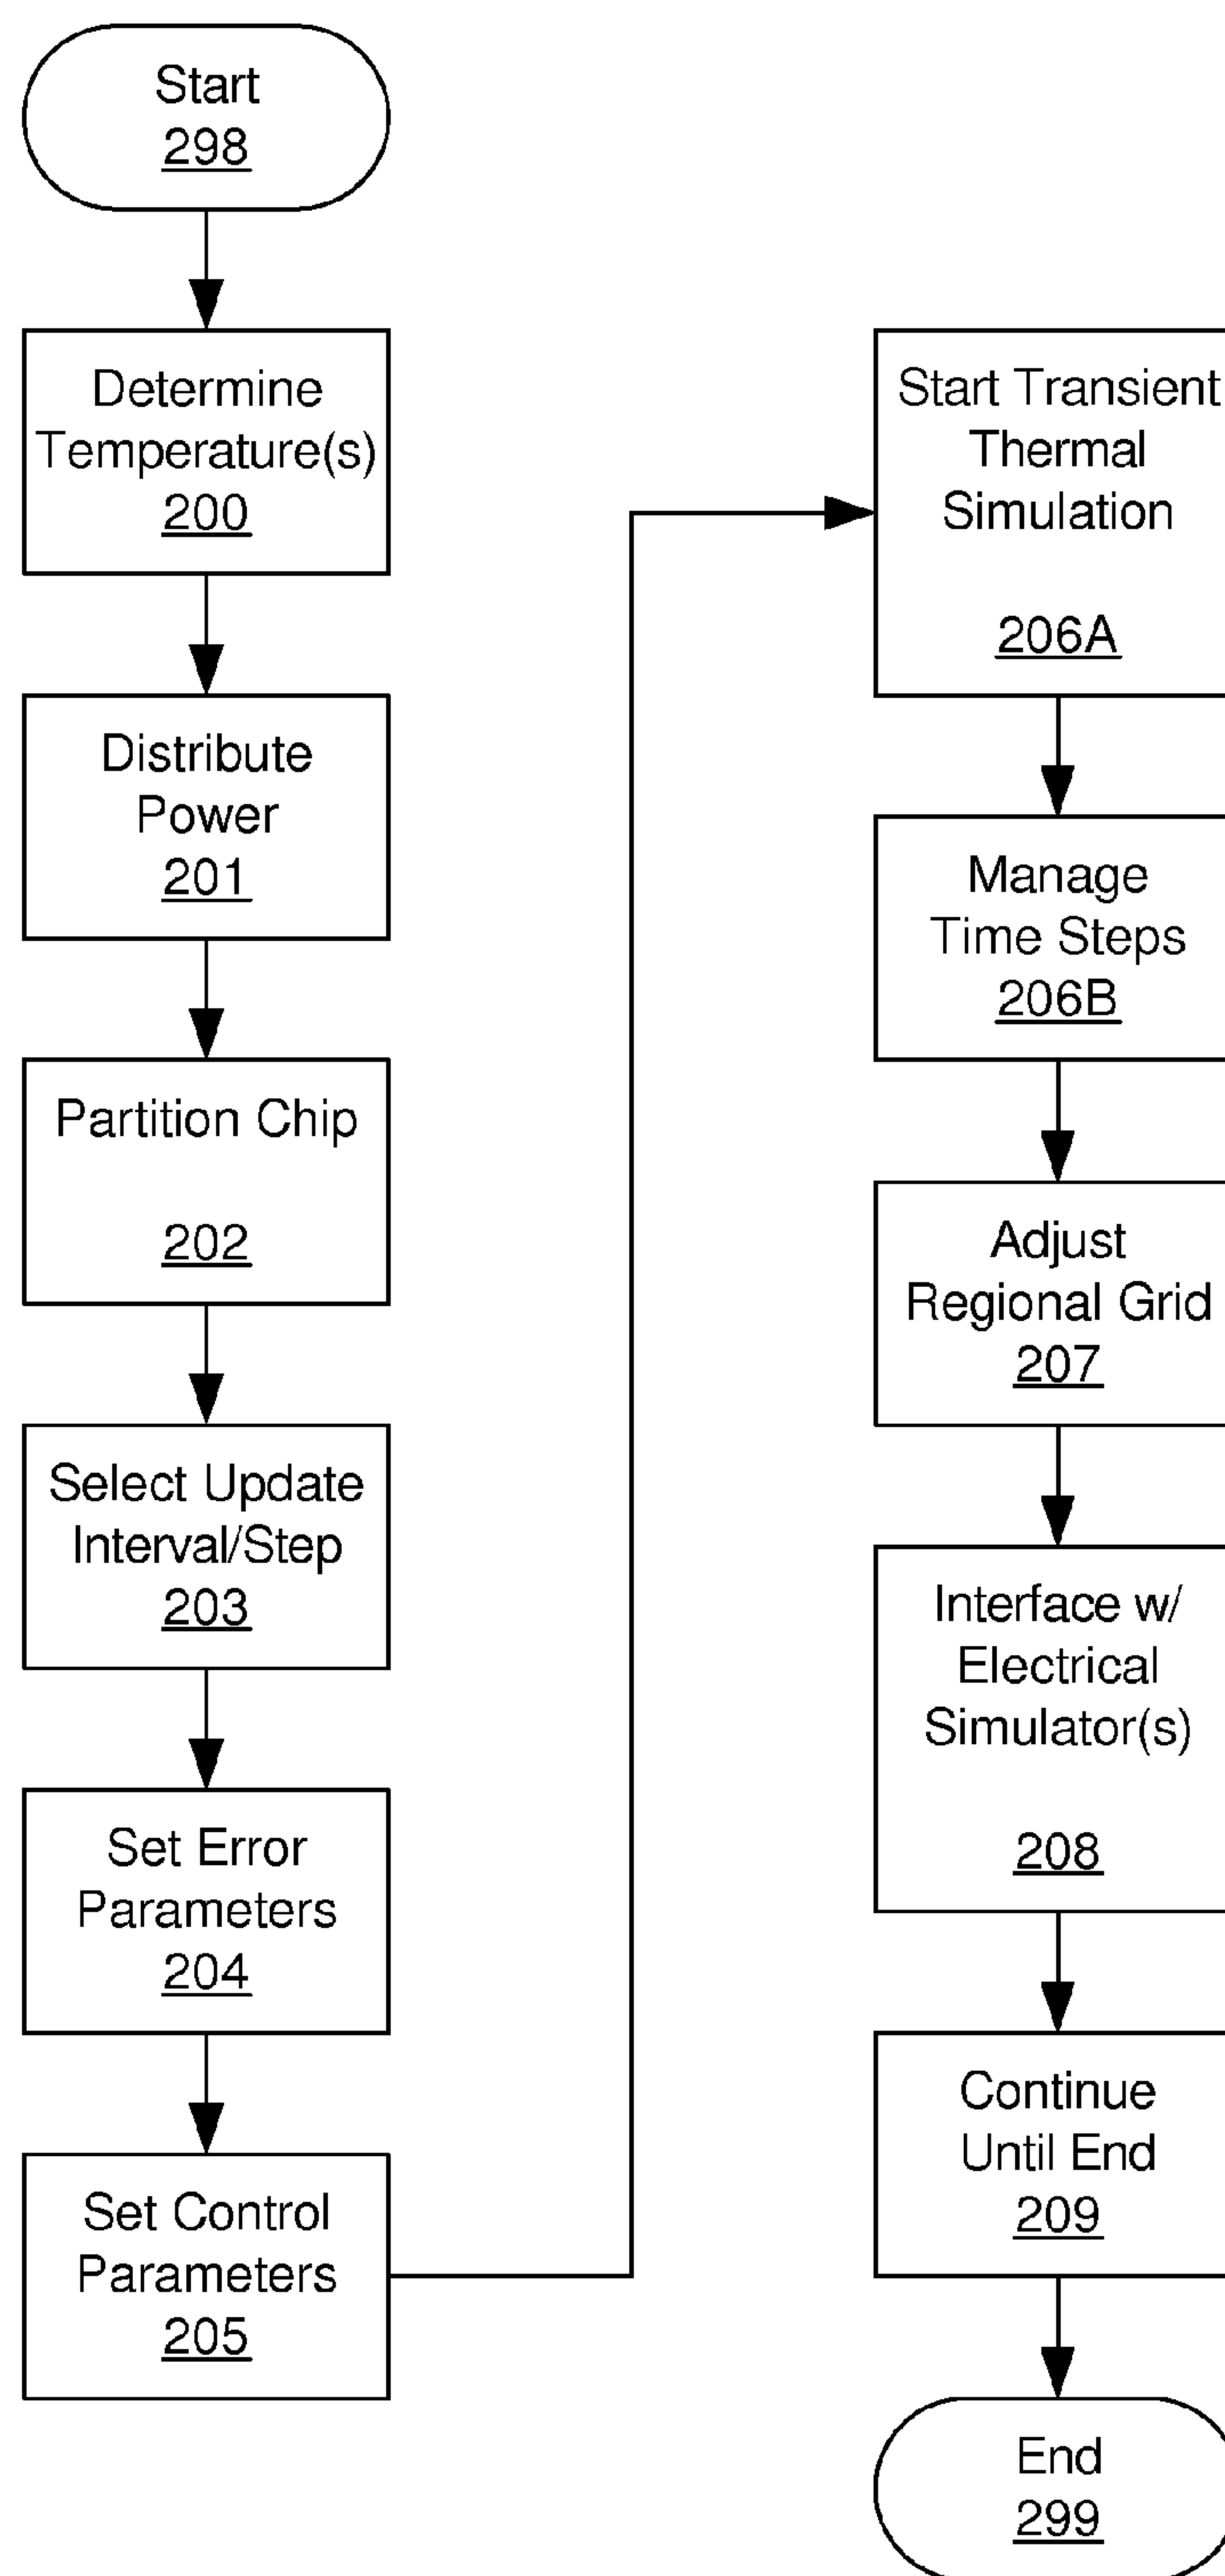 Start
298
Determine
Temperature(s)
200
Distribute
Power
201
Partition Chip
202
Select Update
Interval/Step
203
Set Error
Parameters
204
Set Control
Parameters
205
Start Transient
Thermal
Simulation
206A
Manage
Time Steps
206B
Adjust
Regional Grid
207
Interface w/
Electrical
Simulator(s)
208
Continue
Until End
209
End
299